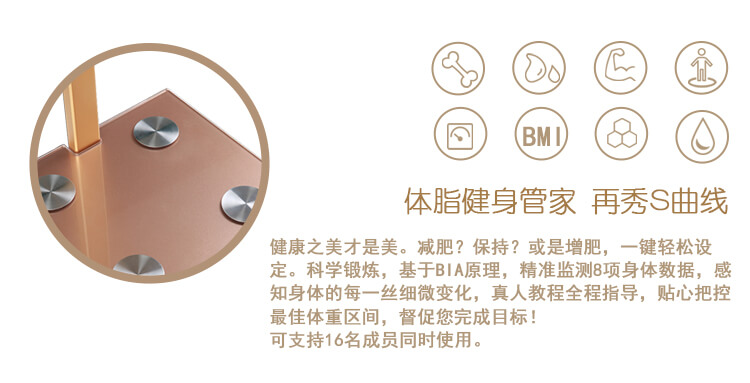 BMI
体脂健身管家 再秀S曲线
健康之美才是美。减肥？保持？或是增肥，一键轻松设
定。科学锻炼，基于BIA原理，精准监测8项身体数据，感
知身体的每一丝细微变化，真人教程全程指导，贴心把控
最佳体重区间，督促您完成目标！
可支持16名成员同时使用。